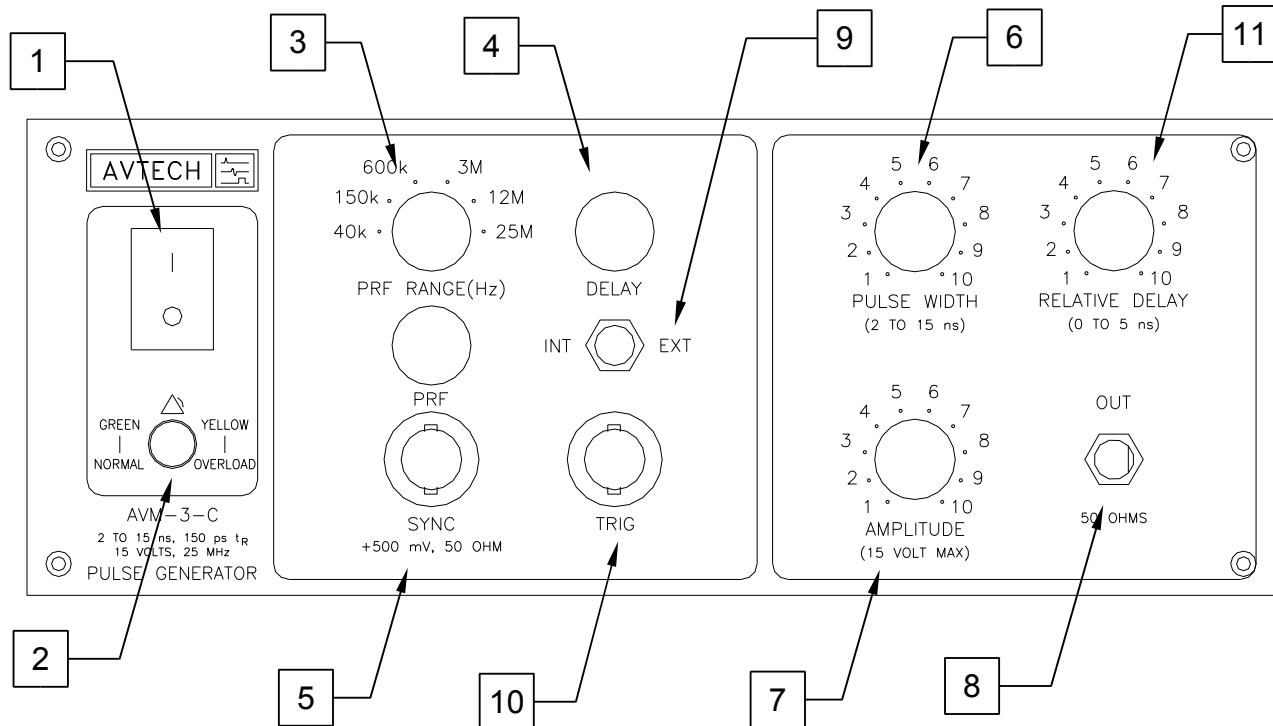 1
3
4
9
6
11
AVTECH
GREEN
NORMAL
YELLOW
OVERLOAD
AVM-3-C
2 TO 15 ns, 150 ps tR
15 VOLTS, 25 MHz
PULSE GENERATOR
600k
3M
150k
12M
40k
25M
PRF RANGE(Hz)
DELAY
PRF
INT
EXT
SYNC
+500 mV, 50 OHM
TRIG
1
2
3
4
5
6
7
8
9
10
PULSE WIDTH
(2 TO 15 ns)
1
2
3
4
5
6
7
8
9
10
RELATIVE DELAY
(0 TO 5 ns)
1
2
3
4
5
6
7
8
9
10
AMPLITUDE
(15 VOLT MAX)
OUT
50 OHMS
2
5
10
7
8